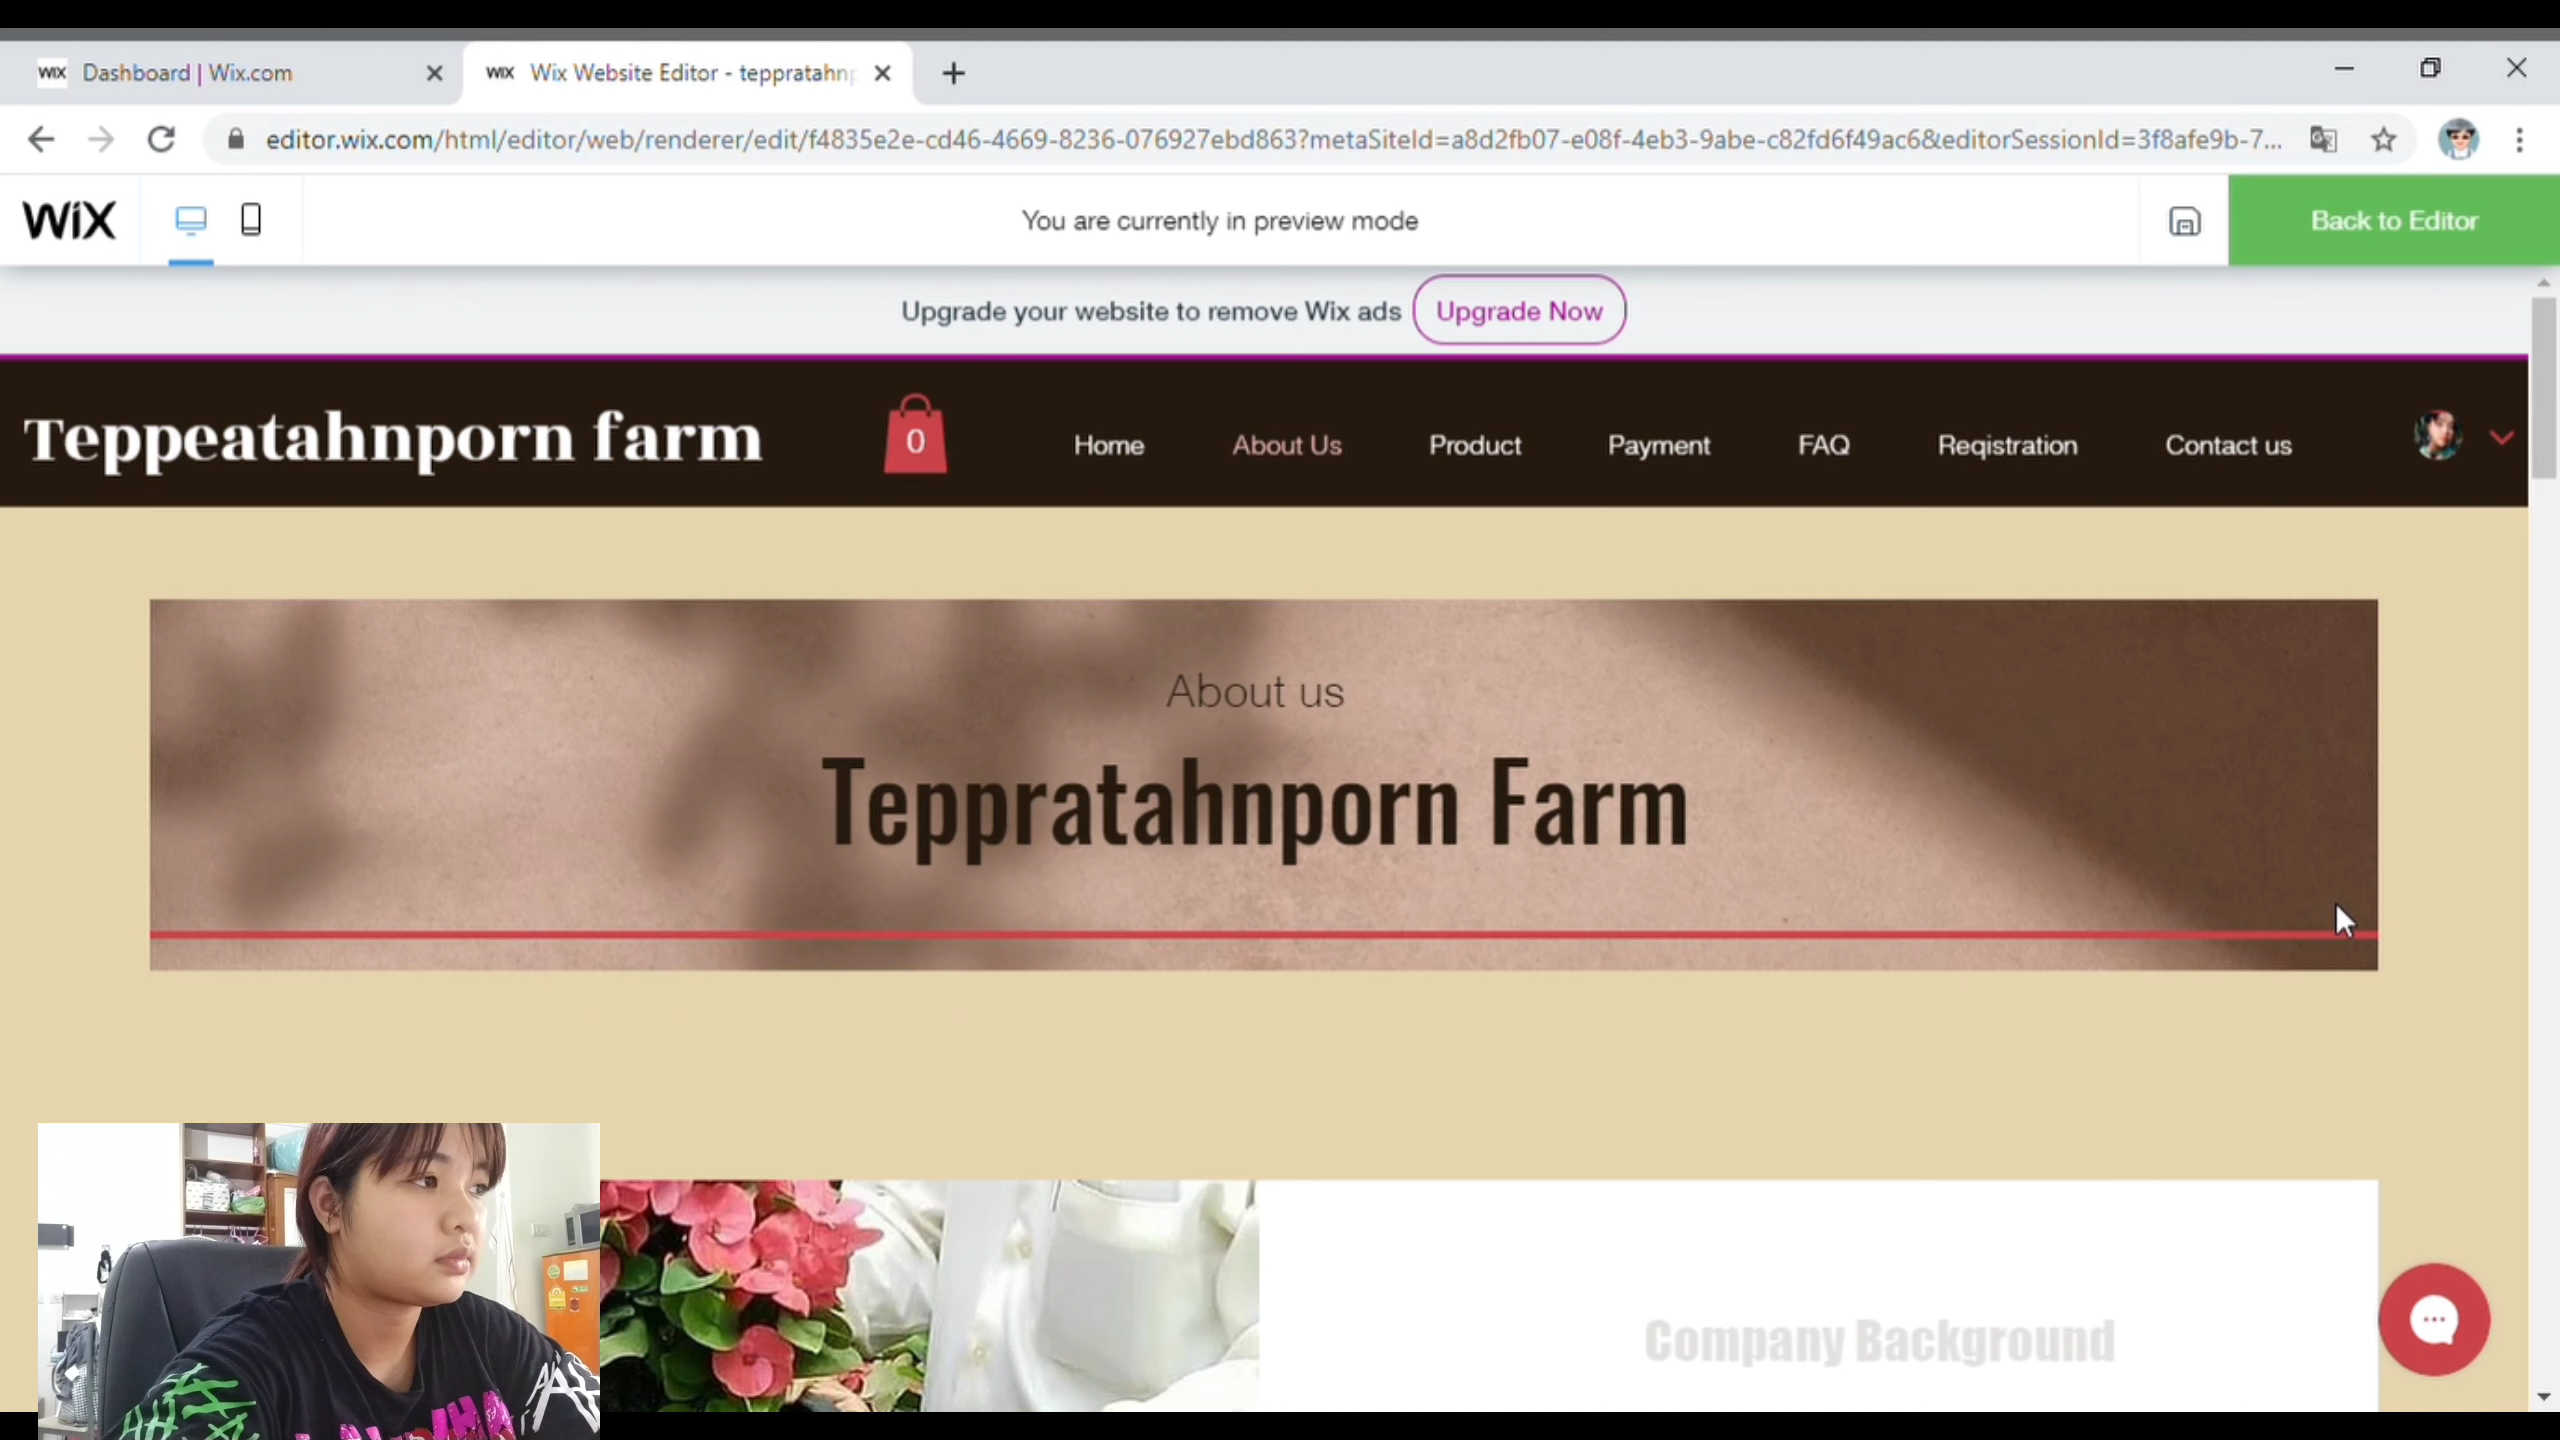 WiX Dashboard | Wix.com
WiX Wix Website Editor - teppratahnp
editor.wix.com/html/editor/web/renderer/edit/f4835e2e-cd46-4669-8236-076927ebd863?metaSiteId=a8d2fb07-e08f-4eb3-9abe-c82fd6f49ac6&editorSessionId=3f8afe9b-7...
WiX
You are currently in preview mode
Back to Editor
Upgrade your website to remove Wix ads
Upgrade Now
Teppeatahnporn farm
0
Home
About Us
Product
Payment
FAQ
Reqistration
Contact us
About us
Teppratahnporn Farm
Company Background